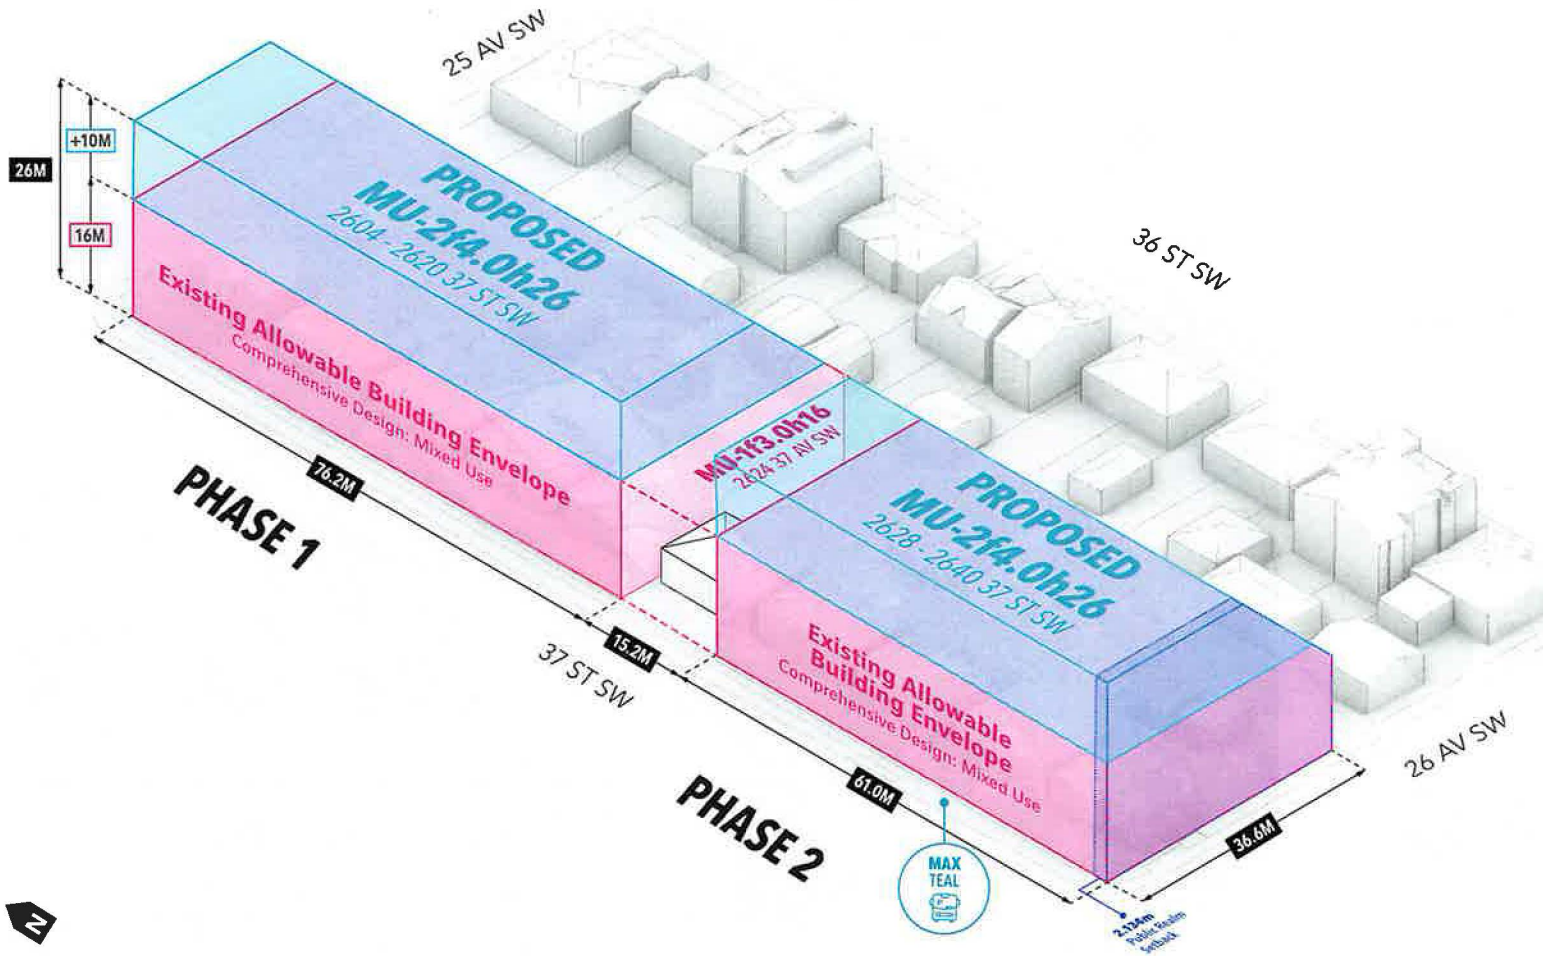 25 AV SW
+10M
26M
16M
PROPOSED
MU-2f4.0h26
2604 - 2620 37 ST SW
36 ST SW
Existing Allowable Building Envelope
Comprehensive Design: Mixed Use
MU-1f3.0h16
2624 37 AV SW
76.2M
PHASE 1
PROPOSED
MU-2f4.0h26
2628 - 2640 37 ST SW
15.2M
37 ST SW
Existing Allowable
Building Envelope
Comprehensive Design: Mixed Use
26 AV SW
61.0M
PHASE 2
36.6M
MAX
TEAL
2.134m
Public Realm
Setback
N